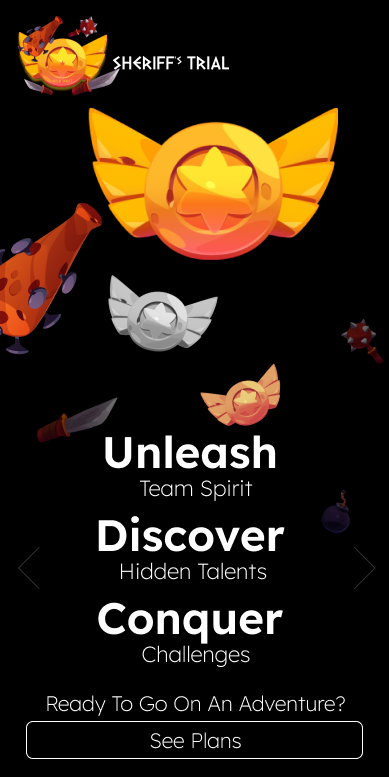 SHERIFF'S TRIAL
Unleash
Team Spirit
Discover
Hidden Talents
Conquer
Challenges
Ready To Go On An Adventure?
See Plans